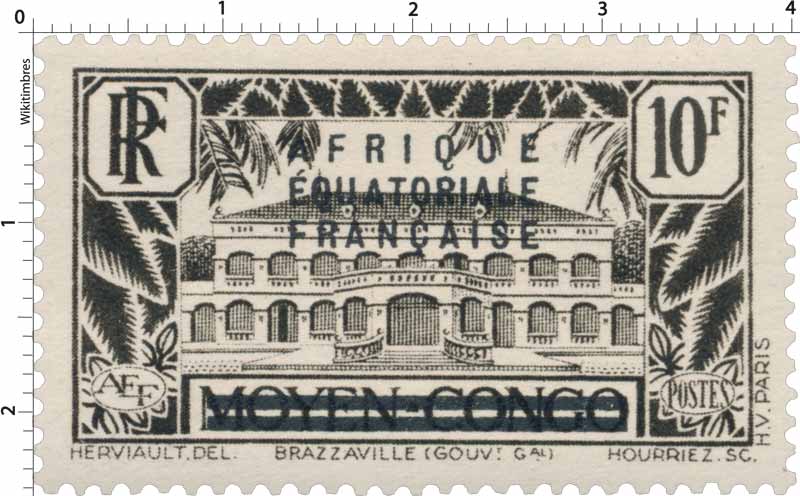 0 1 2 3 4
Wikitimbres
1
2
RF
10F
AFRIQUE
ÉQUATORIALE
FRANÇAISE
AEF
POSTES
MOYEN-CONGO
H.V. PARIS
HERVIAULT.DEL. BRAZZAVILLE (GOUVT GAL) HOURRIEZ.SC.